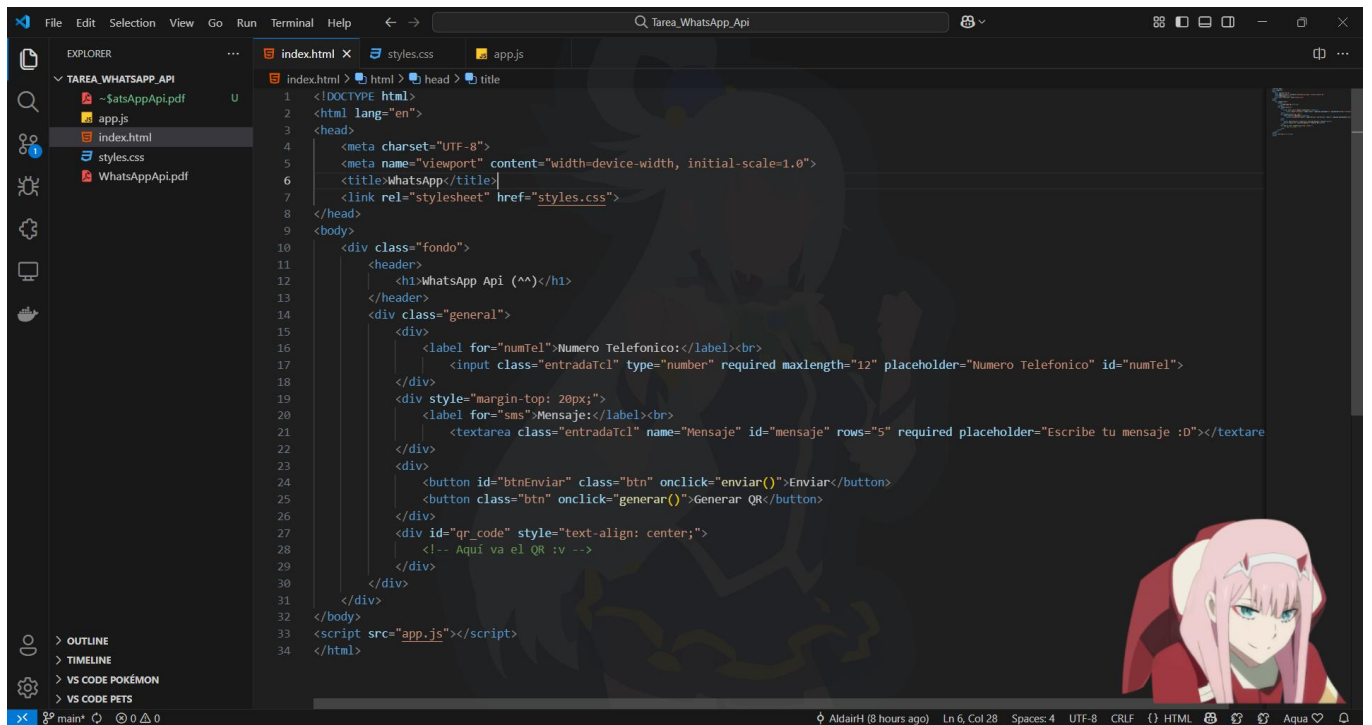 File Edit Selection View Go Run Terminal Help
Tarea_WhatsApp_Api
EXPLORER
TAREA_WHATSAPP_API
~$atsAppApi.pdf U
app.js
index.html
styles.css
WhatsAppApi.pdf
OUTLINE
TIMELINE
VS CODE POKÉMON
VS CODE PETS
index.html styles.css app.js
index.html > html > head > title
1 <!DOCTYPE html>
2 <html lang="en">
3 <head>
4 <meta charset="UTF-8">
5 <meta name="viewport" content="width=device-width, initial-scale=1.0">
6 <title>WhatsApp</title>
7 <link rel="stylesheet" href="styles.css">
8 </head>
9 <body>
10 <div class="fondo">
11 <header>
12 <h1>WhatsApp Api (^^)</h1>
13 </header>
14 <div class="general">
15 <div>
16 <label for="numTel">Numero Telefonico:</label><br>
17 <input class="entradaTcl" type="number" required maxlength="12" placeholder="Numero Telefonico" id="numTel">
18 </div>
19 <div style="margin-top: 20px;">
20 <label for="sms">Mensaje:</label><br>
21 <textarea class="entradaTcl" name="Mensaje" id="mensaje" rows="5" required placeholder="Escribe tu mensaje :D"></textare
22 </div>
23 <div>
24 <button id="btnEnviar" class="btn" onclick="enviar()">Enviar</button>
25 <button class="btn" onclick="generar()">Generar QR</button>
26 </div>
27 <div id="qr_code" style="text-align: center;">
28 <!-- Aquí va el QR :v -->
29 </div>
30 </div>
31 </div>
32 </body>
33 <script src="app.js"></script>
34 </html>
1
main* 0 0 AldairH (8 hours ago) Ln 6, Col 28 Spaces: 4 UTF-8 CRLF {} HTML Aqua ♡